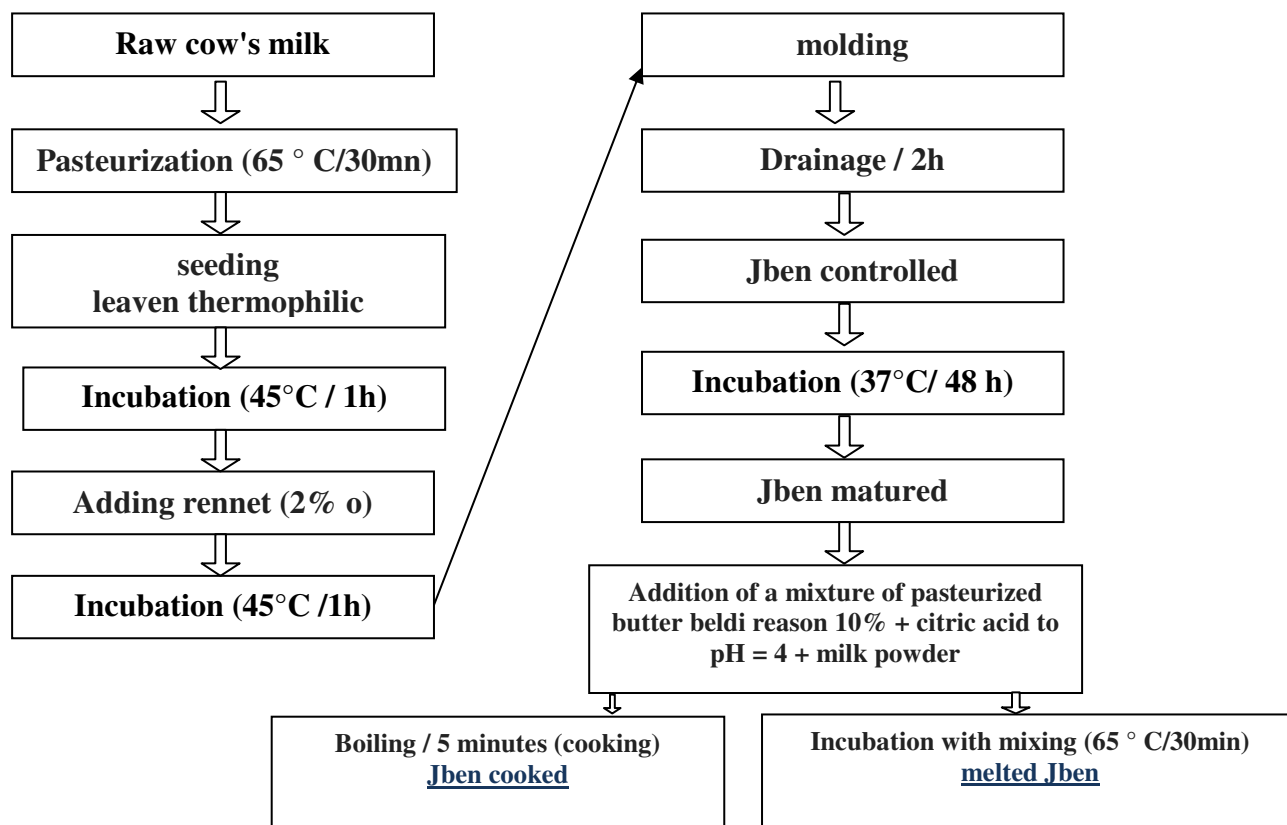 Raw cow's milk
Pasteurization (65 ° C/30mn)
seeding
leaven thermophilic
Incubation (45°C / 1h)
Adding rennet (2% o)
Incubation (45°C /1h)
molding
Drainage / 2h
Jben controlled
Incubation (37°C/ 48 h)
Jben matured
Addition of a mixture of pasteurized
butter beldi reason 10% + citric acid to
pH = 4 + milk powder
Boiling / 5 minutes (cooking)
Jben cooked
Incubation with mixing (65 ° C/30min)
melted Jben